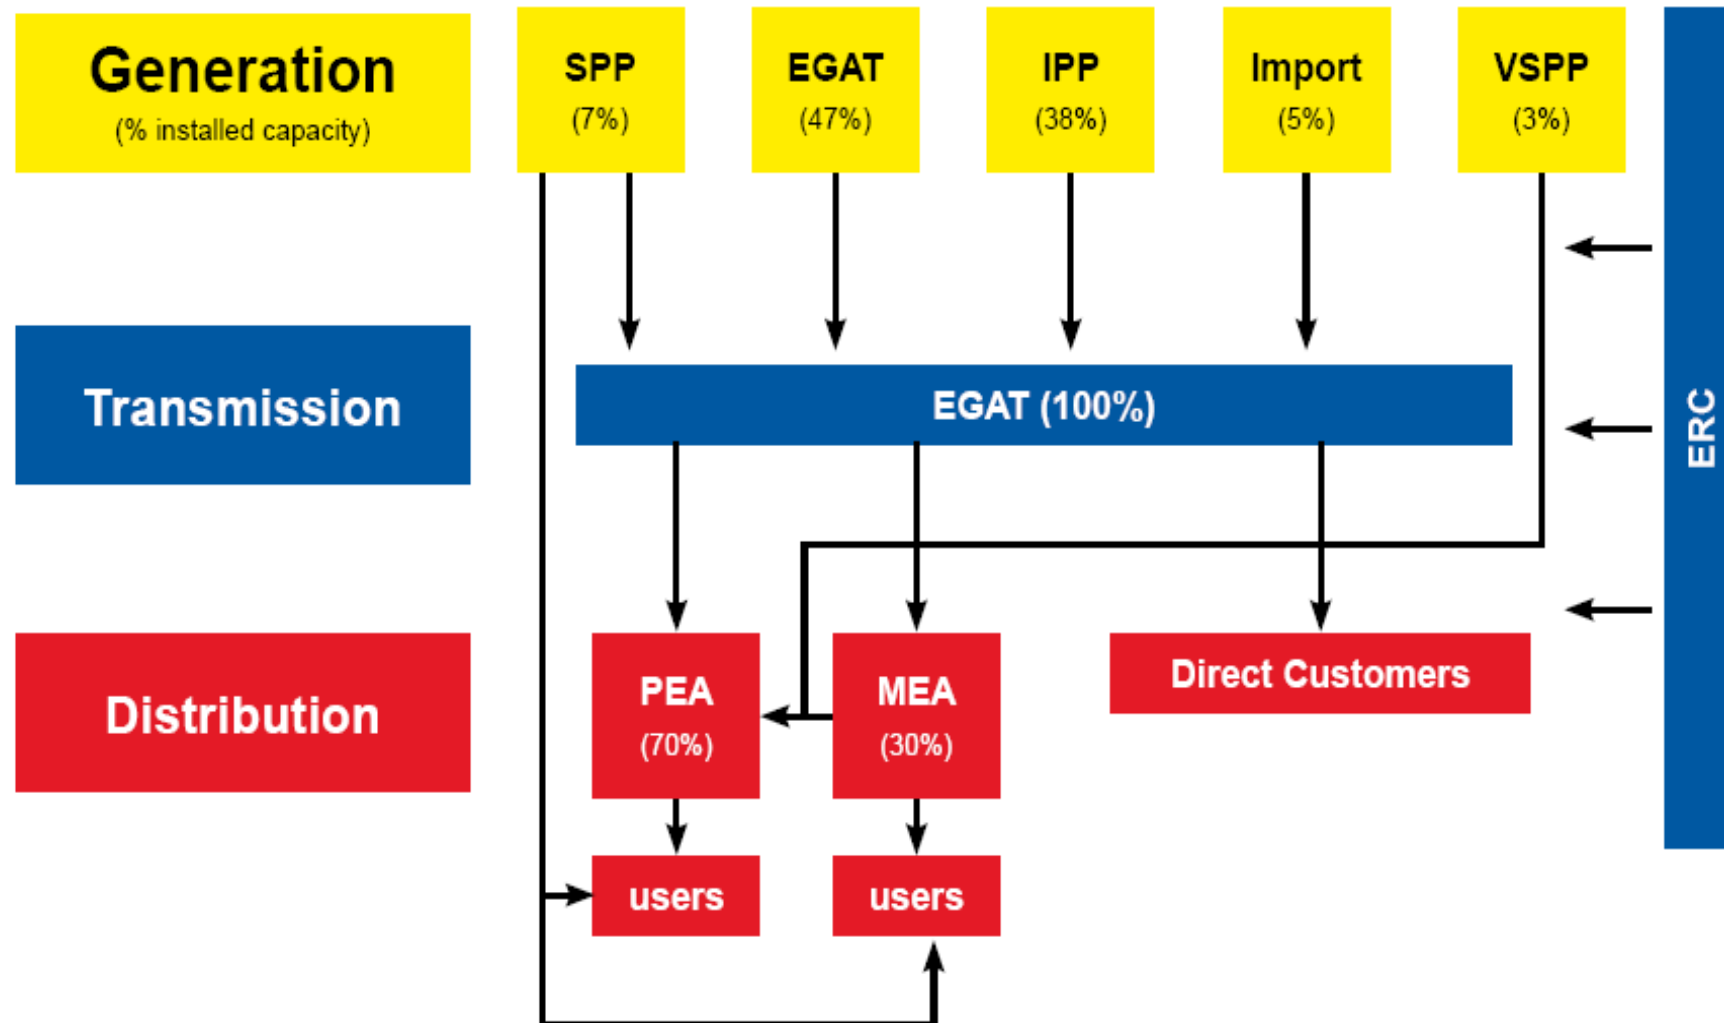 Generation
(% installed capacity)
SPP
(7%)
EGAT
(47%)
IPP
(38%)
Import
(5%)
VSPP
(3%)
ERC
Transmission
EGAT (100%)
Distribution
PEA
(70%)
MEA
(30%)
Direct Customers
users
users